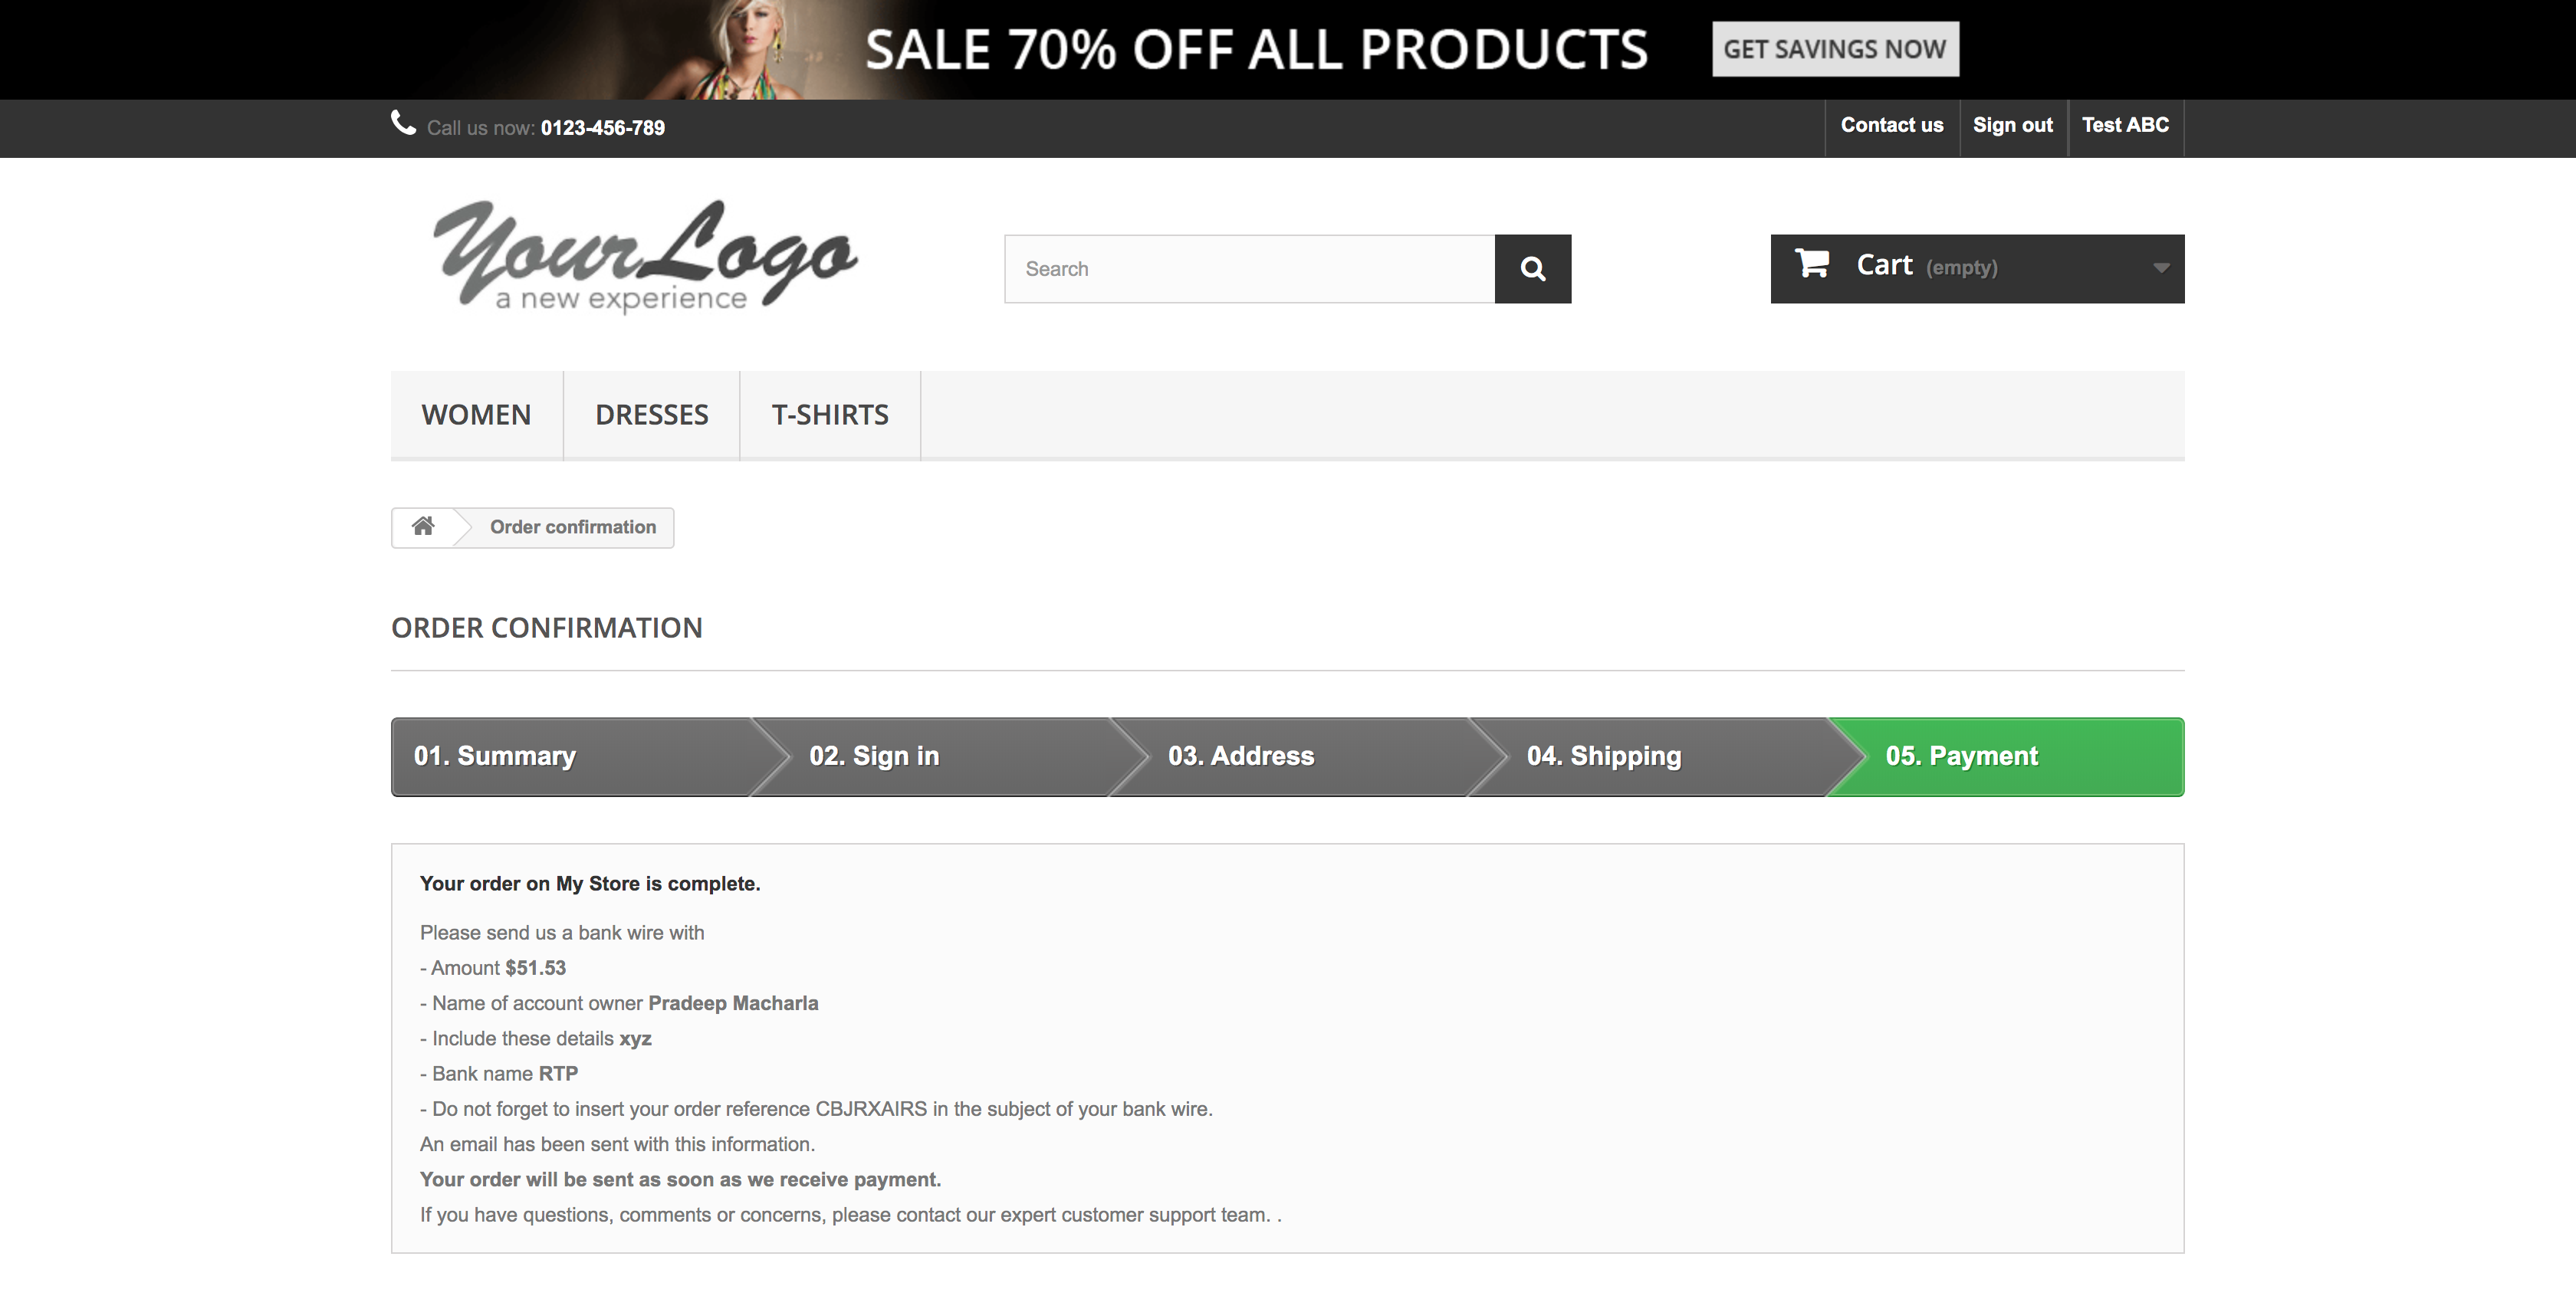 SALE 70% OFF ALL PRODUCTS GET SAVINGS NOW
Call us now: 0123-456-789 Contact us Sign out Test ABC
YourLogo
a new experience
Search
Cart (empty)
WOMEN DRESSES T-SHIRTS
Order confirmation
ORDER CONFIRMATION
01. Summary 02. Sign in 03. Address 04. Shipping 05. Payment
Your order on My Store is complete.
Please send us a bank wire with
- Amount $51.53
- Name of account owner Pradeep Macharla
- Include these details xyz
- Bank name RTP
- Do not forget to insert your order reference CBJRXAIRS in the subject of your bank wire.
An email has been sent with this information.
Your order will be sent as soon as we receive payment.
If you have questions, comments or concerns, please contact our expert customer support team. .